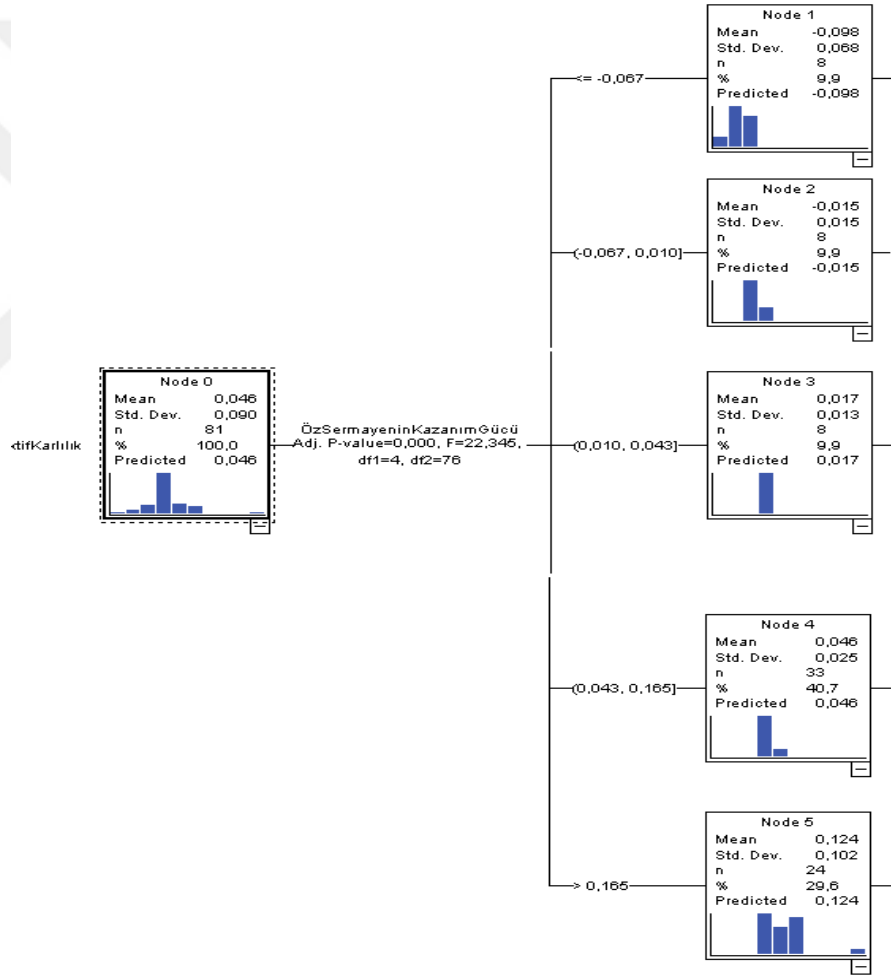 Node 1
Mean -0,098
Std. Dev. 0,068
n 8
% 9,9
Predicted -0,098
<= -0,067
Node 2
Mean -0,015
Std. Dev. 0,015
n 8
% 9,9
Predicted -0,015
(-0,067, 0,010]
Node 0
Mean 0,046
Std. Dev. 0,090
n 81
% 100,0
Predicted 0,046
tifKarlılık
ÖzSermayeninKazanımGücü
Adj. P-value=0,000, F=22,345,
df1=4, df2=76
Node 3
Mean 0,017
Std. Dev. 0,013
n 8
% 9,9
Predicted 0,017
(0,010, 0,043]
Node 4
Mean 0,046
Std. Dev. 0,025
n 33
% 40,7
Predicted 0,046
(0,043, 0,165]
Node 5
Mean 0,124
Std. Dev. 0,102
n 24
% 29,6
Predicted 0,124
> 0,165